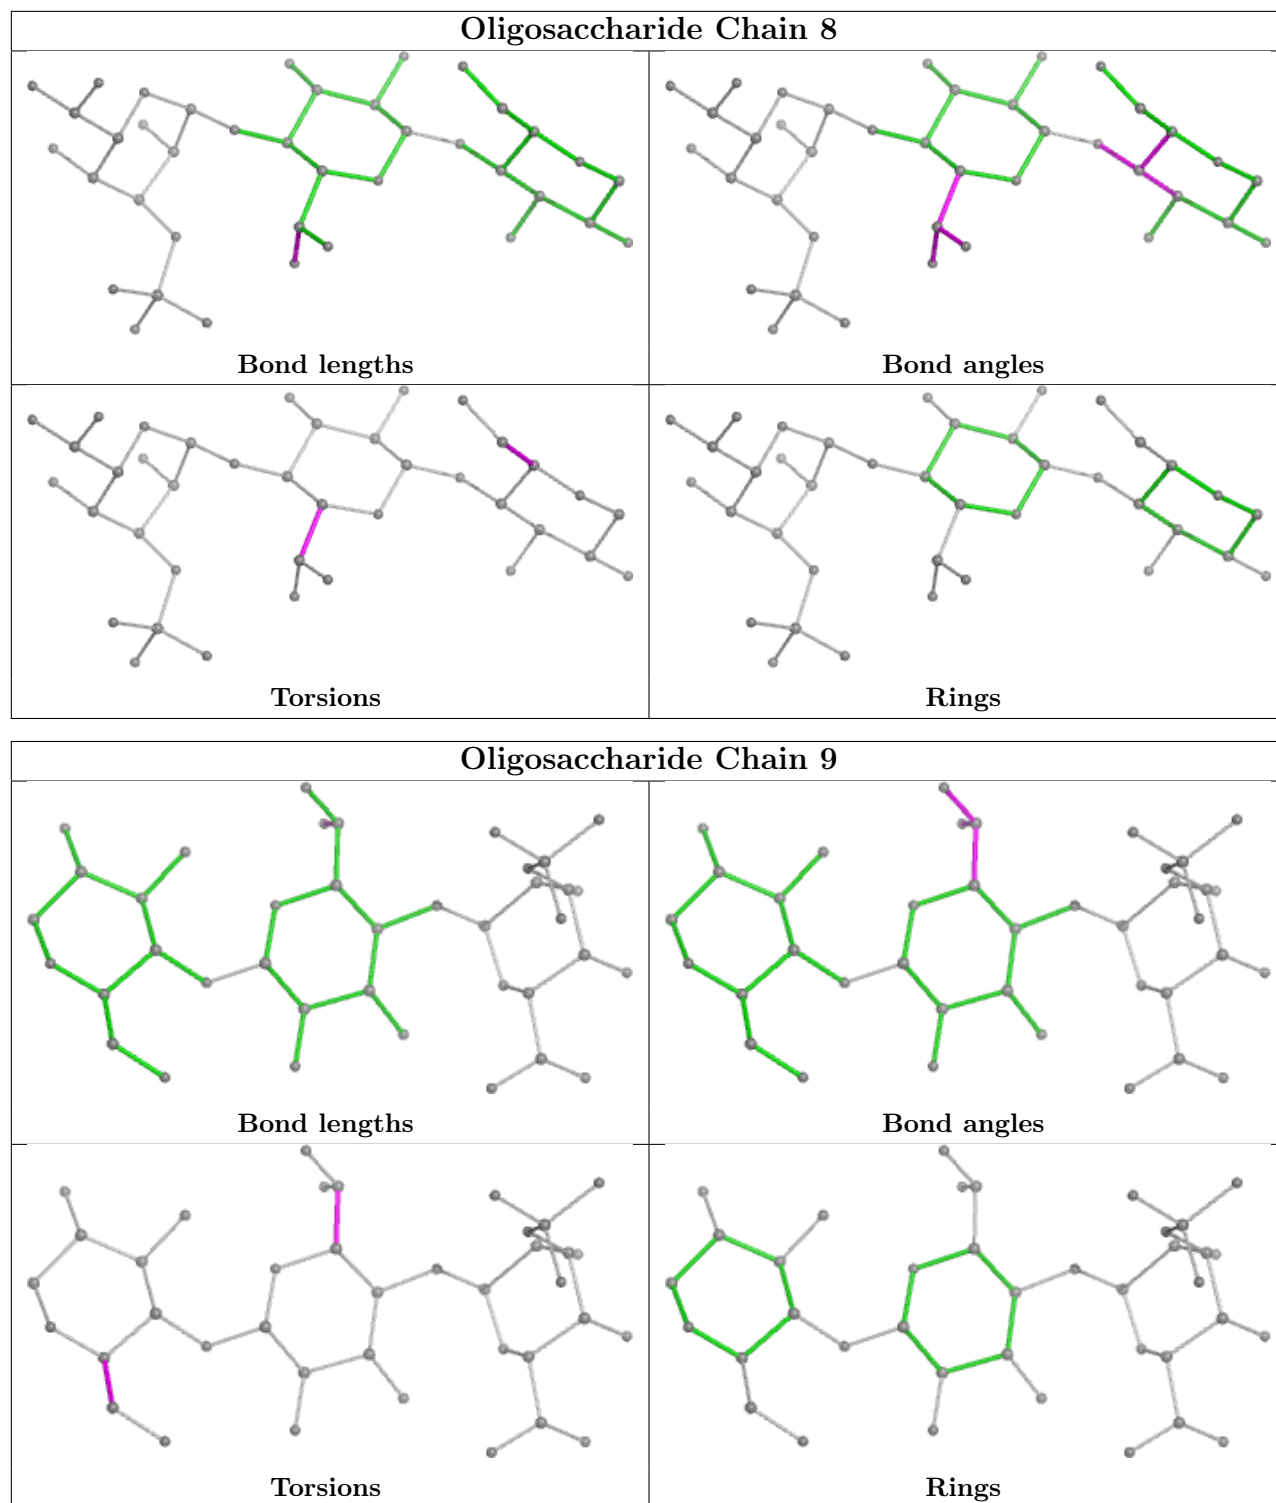 Oligosaccharide Chain 8
Bond lengths
Bond angles
Torsions
Rings
Oligosaccharide Chain 9
Bond lengths
Bond angles
Torsions
Rings